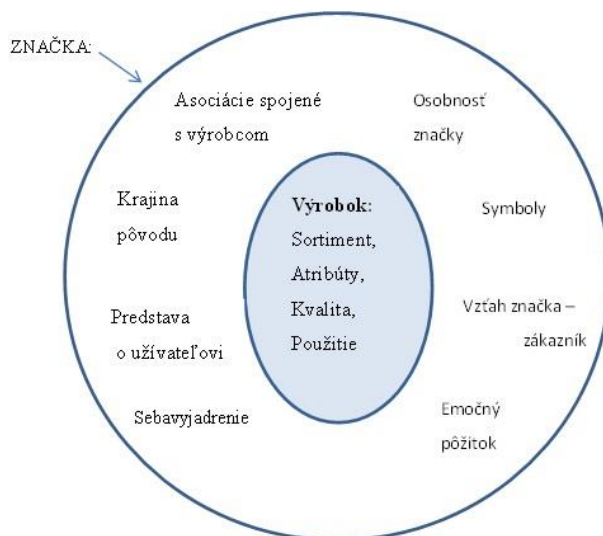 ZNAČKA:
Asociácie spojené
s výrobcom
Osobnosť
značky
Krajina
pôvodu
Výrobok:
Sortiment,
Atribúty,
Kvalita,
Použitie
Symboly
Predstava
o užívateľovi
Vzťah značka –
zákazník
Sebavyjadrenie
Emočný
pôžitok